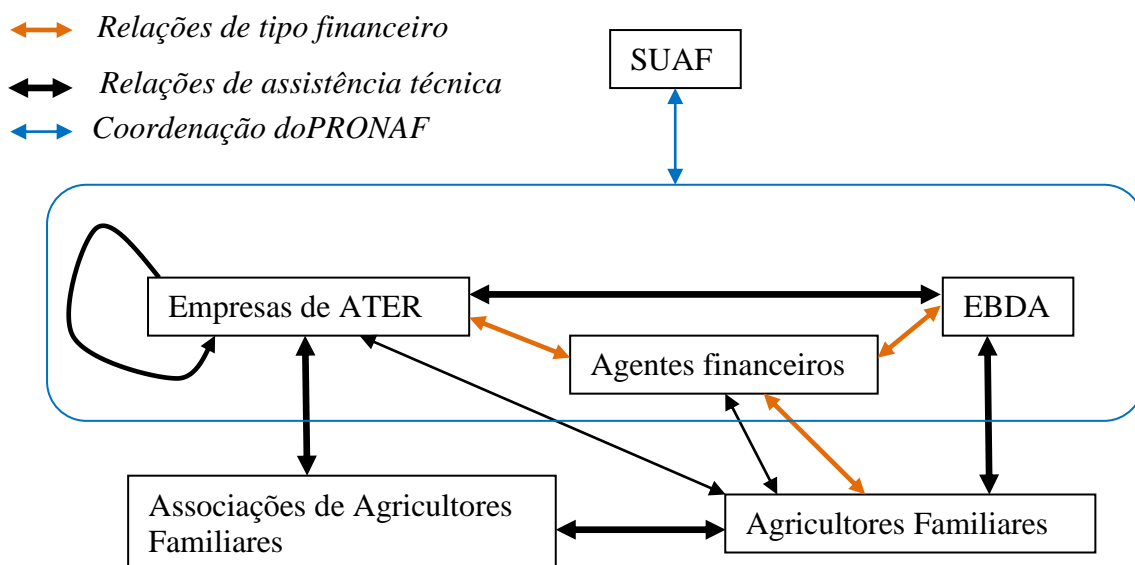 Relações de tipo financeiro
Relações de assistência técnica
Coordenação doPRONAF
SUAF
Empresas de ATER
EBDA
Agentes financeiros
Associações de Agricultores
Familiares
Agricultores Familiares